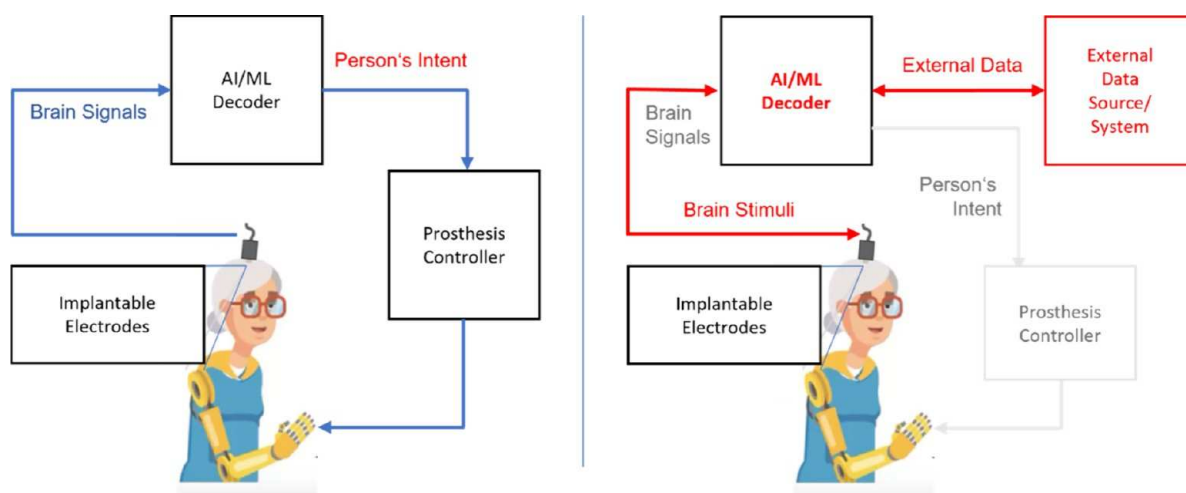 AI/ML
Decoder
Person‘s Intent
Brain Signals
Prosthesis
Controller
Implantable
Electrodes
AI/ML
Decoder
External Data
External
Data
Source/
System
Brain
Signals
Person‘s
Intent
Brain Stimuli
Implantable
Electrodes
Prosthesis
Controller